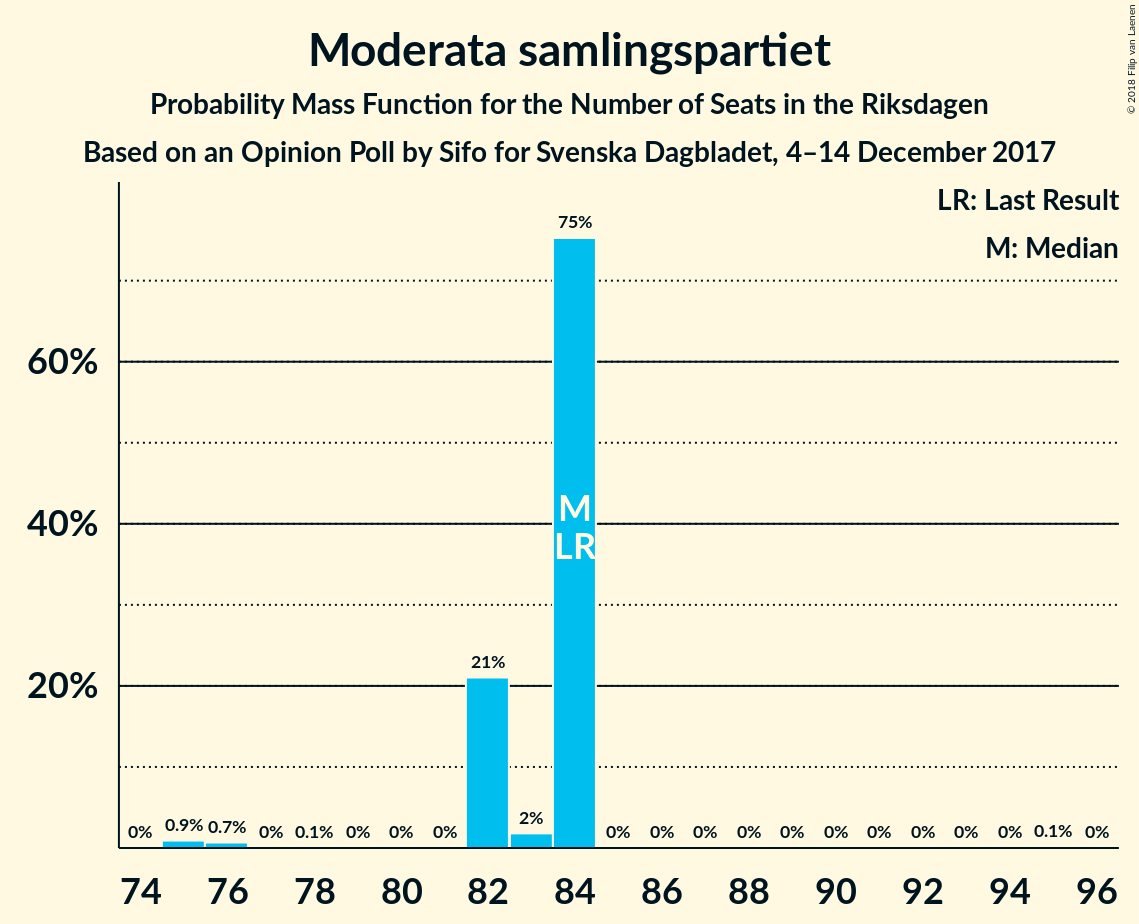 Moderata samlingspartiet
Probability Mass Function for the Number of Seats in the Riksdagen
Based on an Opinion Poll by Sifo for Svenska Dagbladet, 4–14 December 2017
© 2018 Filip van Laenen
LR: Last Result
M: Median
75%
60%
M
40%
LR
21%
20%
2%
0% 0.9% 0.7% 0% 0.1% 0% 0% 0% 0% 0% 0% 0% 0% 0% 0% 0% 0% 0% 0.1% 0%
74 76 78 80 82 84 86 88 90 92 94 96